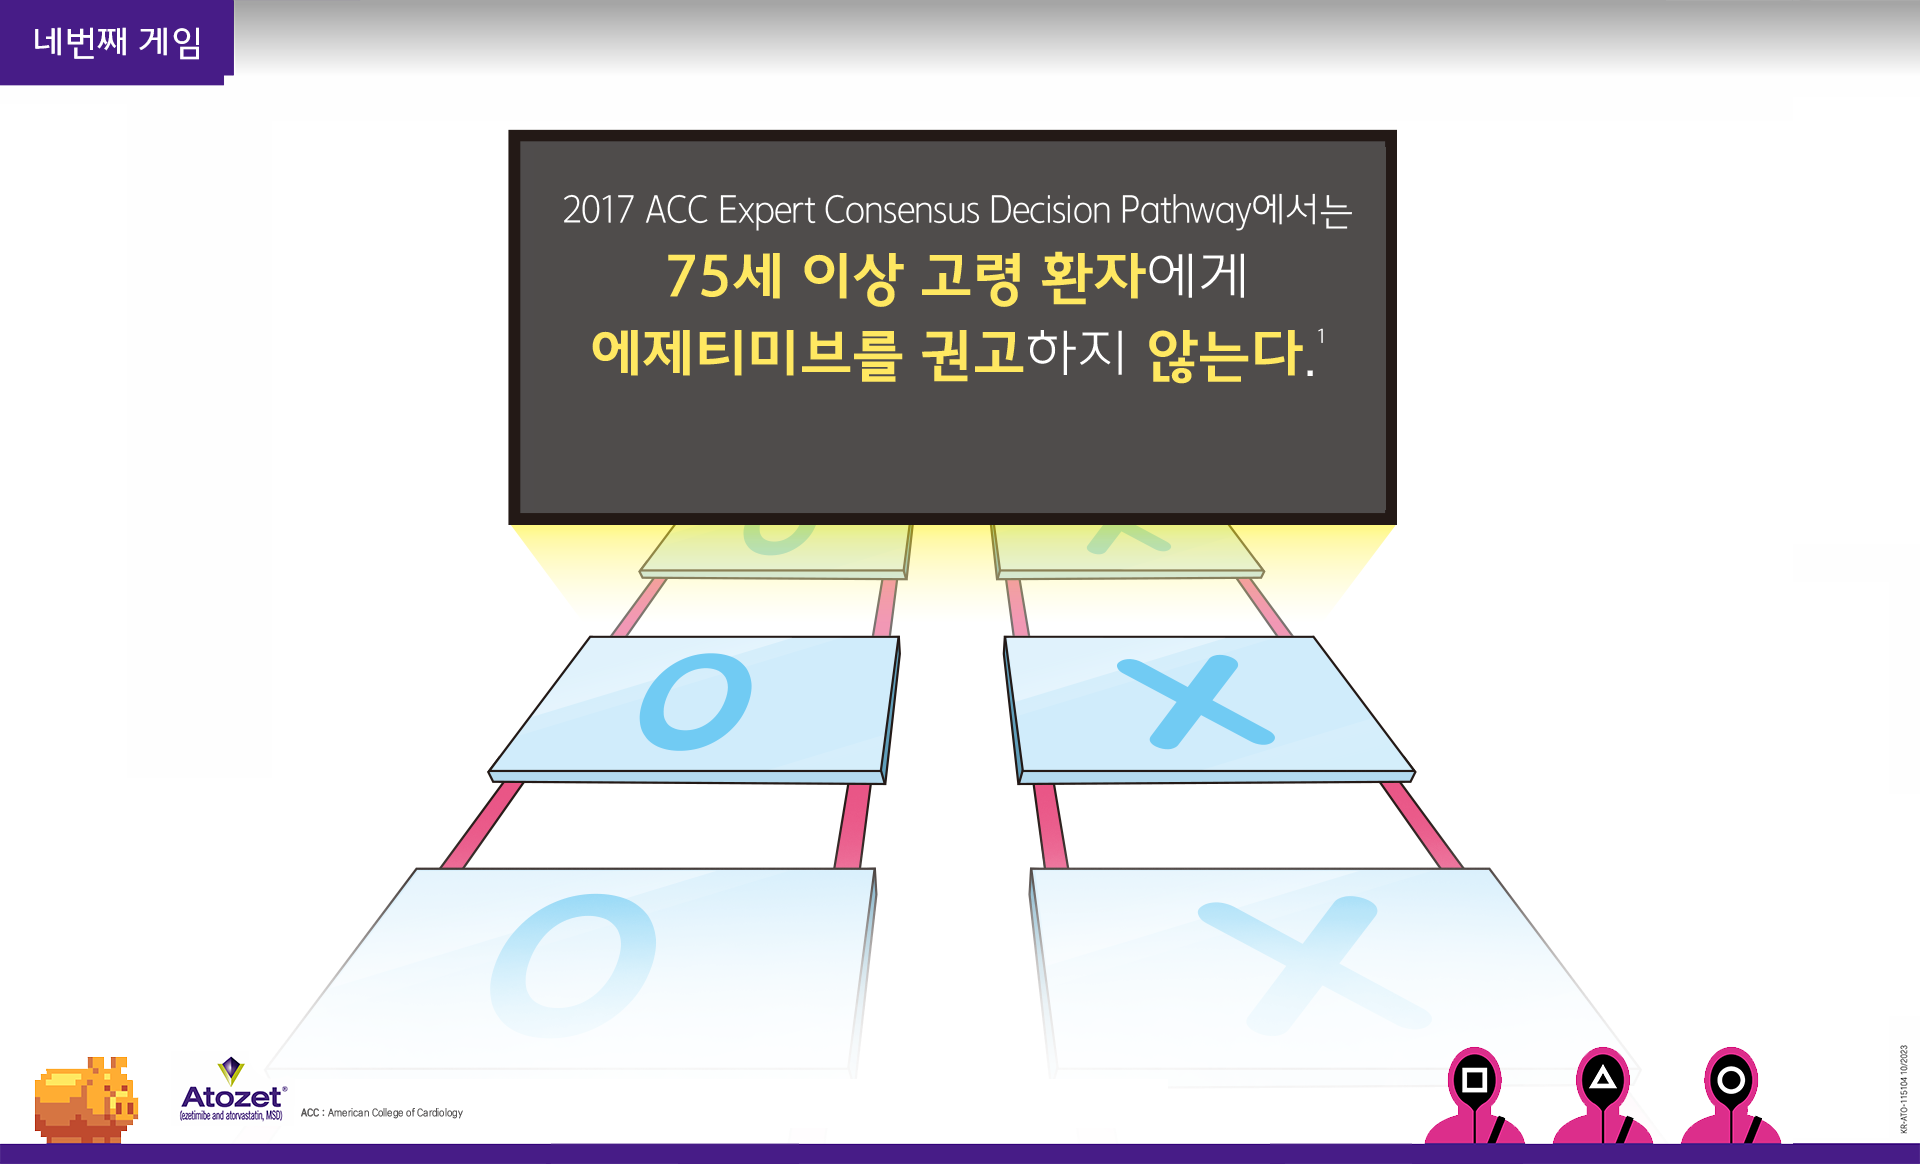 네번째 게임
2017 ACC Expert Consensus Decision Pathway에서는
75세 이상 고령 환자에게
에제티미브를 권고하지 않는다.1
O X
O X
O X
Atozet®
(ezetimibe and atorvastatin, MSD)
ACC : American College of Cardiology
KR-ATO-115104 10/2023